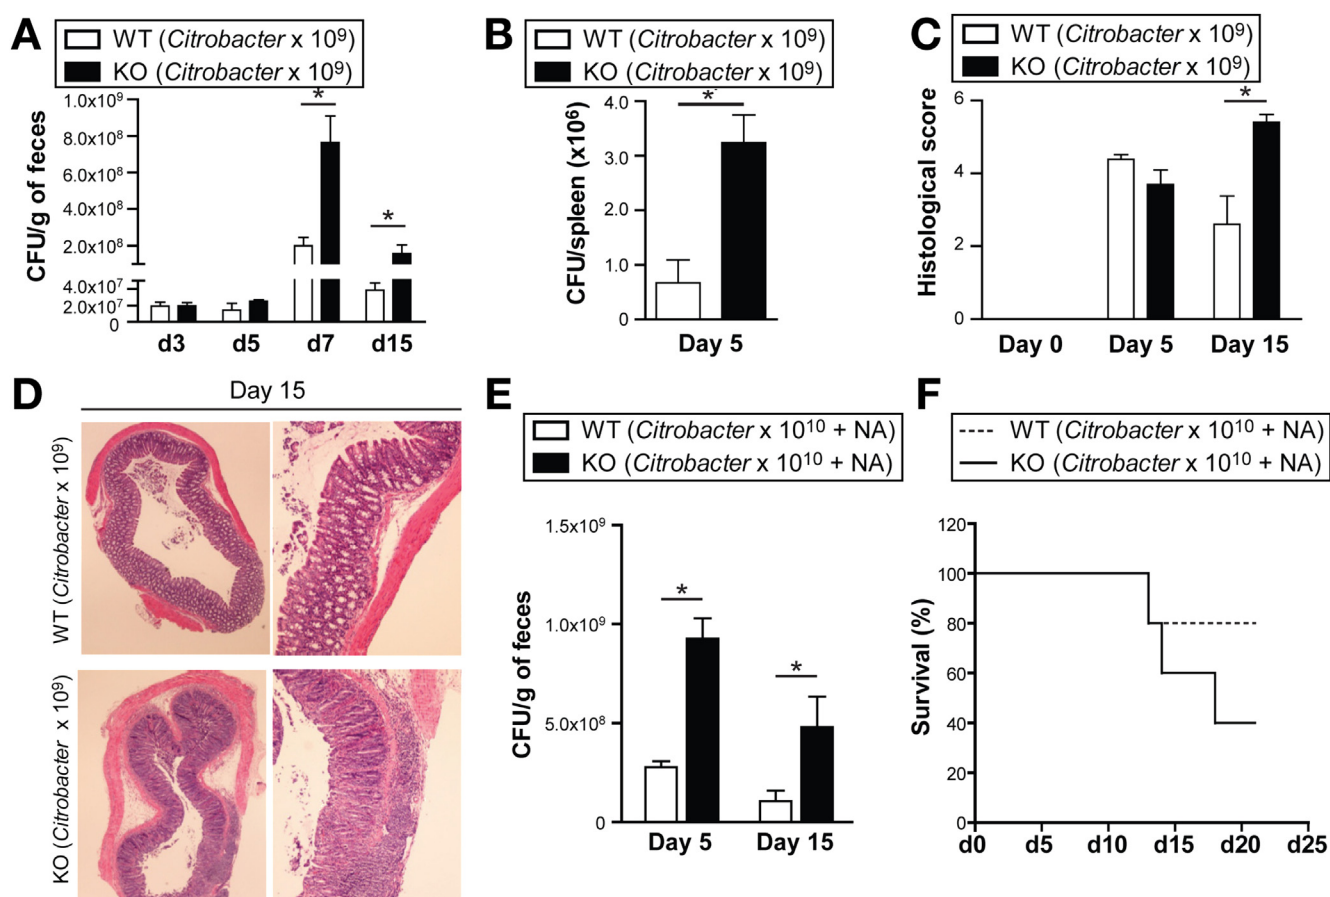 A
WT (Citrobacter x 10⁹)
KO (Citrobacter x 10⁹)
CFU/g of feces
1.0x10⁹
8.0x10⁸
6.0x10⁸
4.0x10⁸
2.0x10⁸
4.0x10⁷
2.0x10⁷
0
*
*
d3 d5 d7 d15
B
WT (Citrobacter x 10⁹)
KO (Citrobacter x 10⁹)
CFU/spleen (x10⁶)
4.0
3.0
2.0
1.0
0
*
Day 5
C
WT (Citrobacter x 10⁹)
KO (Citrobacter x 10⁹)
Histological score
6
4
2
0
*
Day 0 Day 5 Day 15
D
Day 15
WT (Citrobacter x 10⁹)
KO (Citrobacter x 10⁹)
E
WT (Citrobacter x 10¹⁰ + NA)
KO (Citrobacter x 10¹⁰ + NA)
CFU/g of feces
1.5x10⁹
1.0x10⁹
5.0x10⁸
0
*
*
Day 5 Day 15
F
WT (Citrobacter x 10¹⁰ + NA)
KO (Citrobacter x 10¹⁰ + NA)
Survival (%)
120
100
80
60
40
20
0
d0 d5 d10 d15 d20 d25